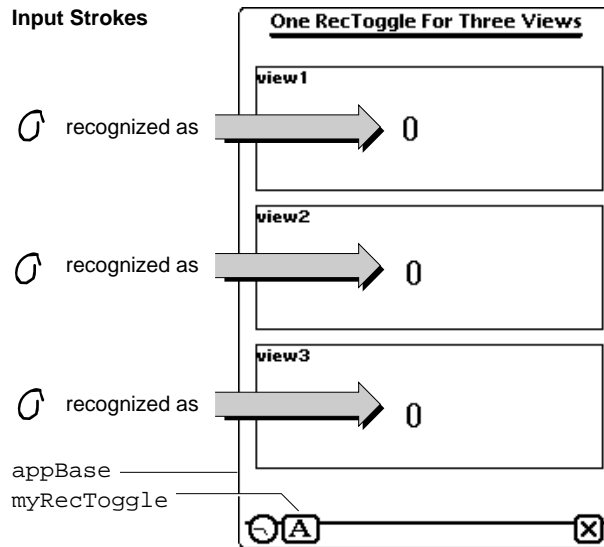 Input Strokes
One RecToggle For Three Views
view1
recognized as
0
view2
recognized as
0
view3
recognized as
0
appBase
myRecToggle
A